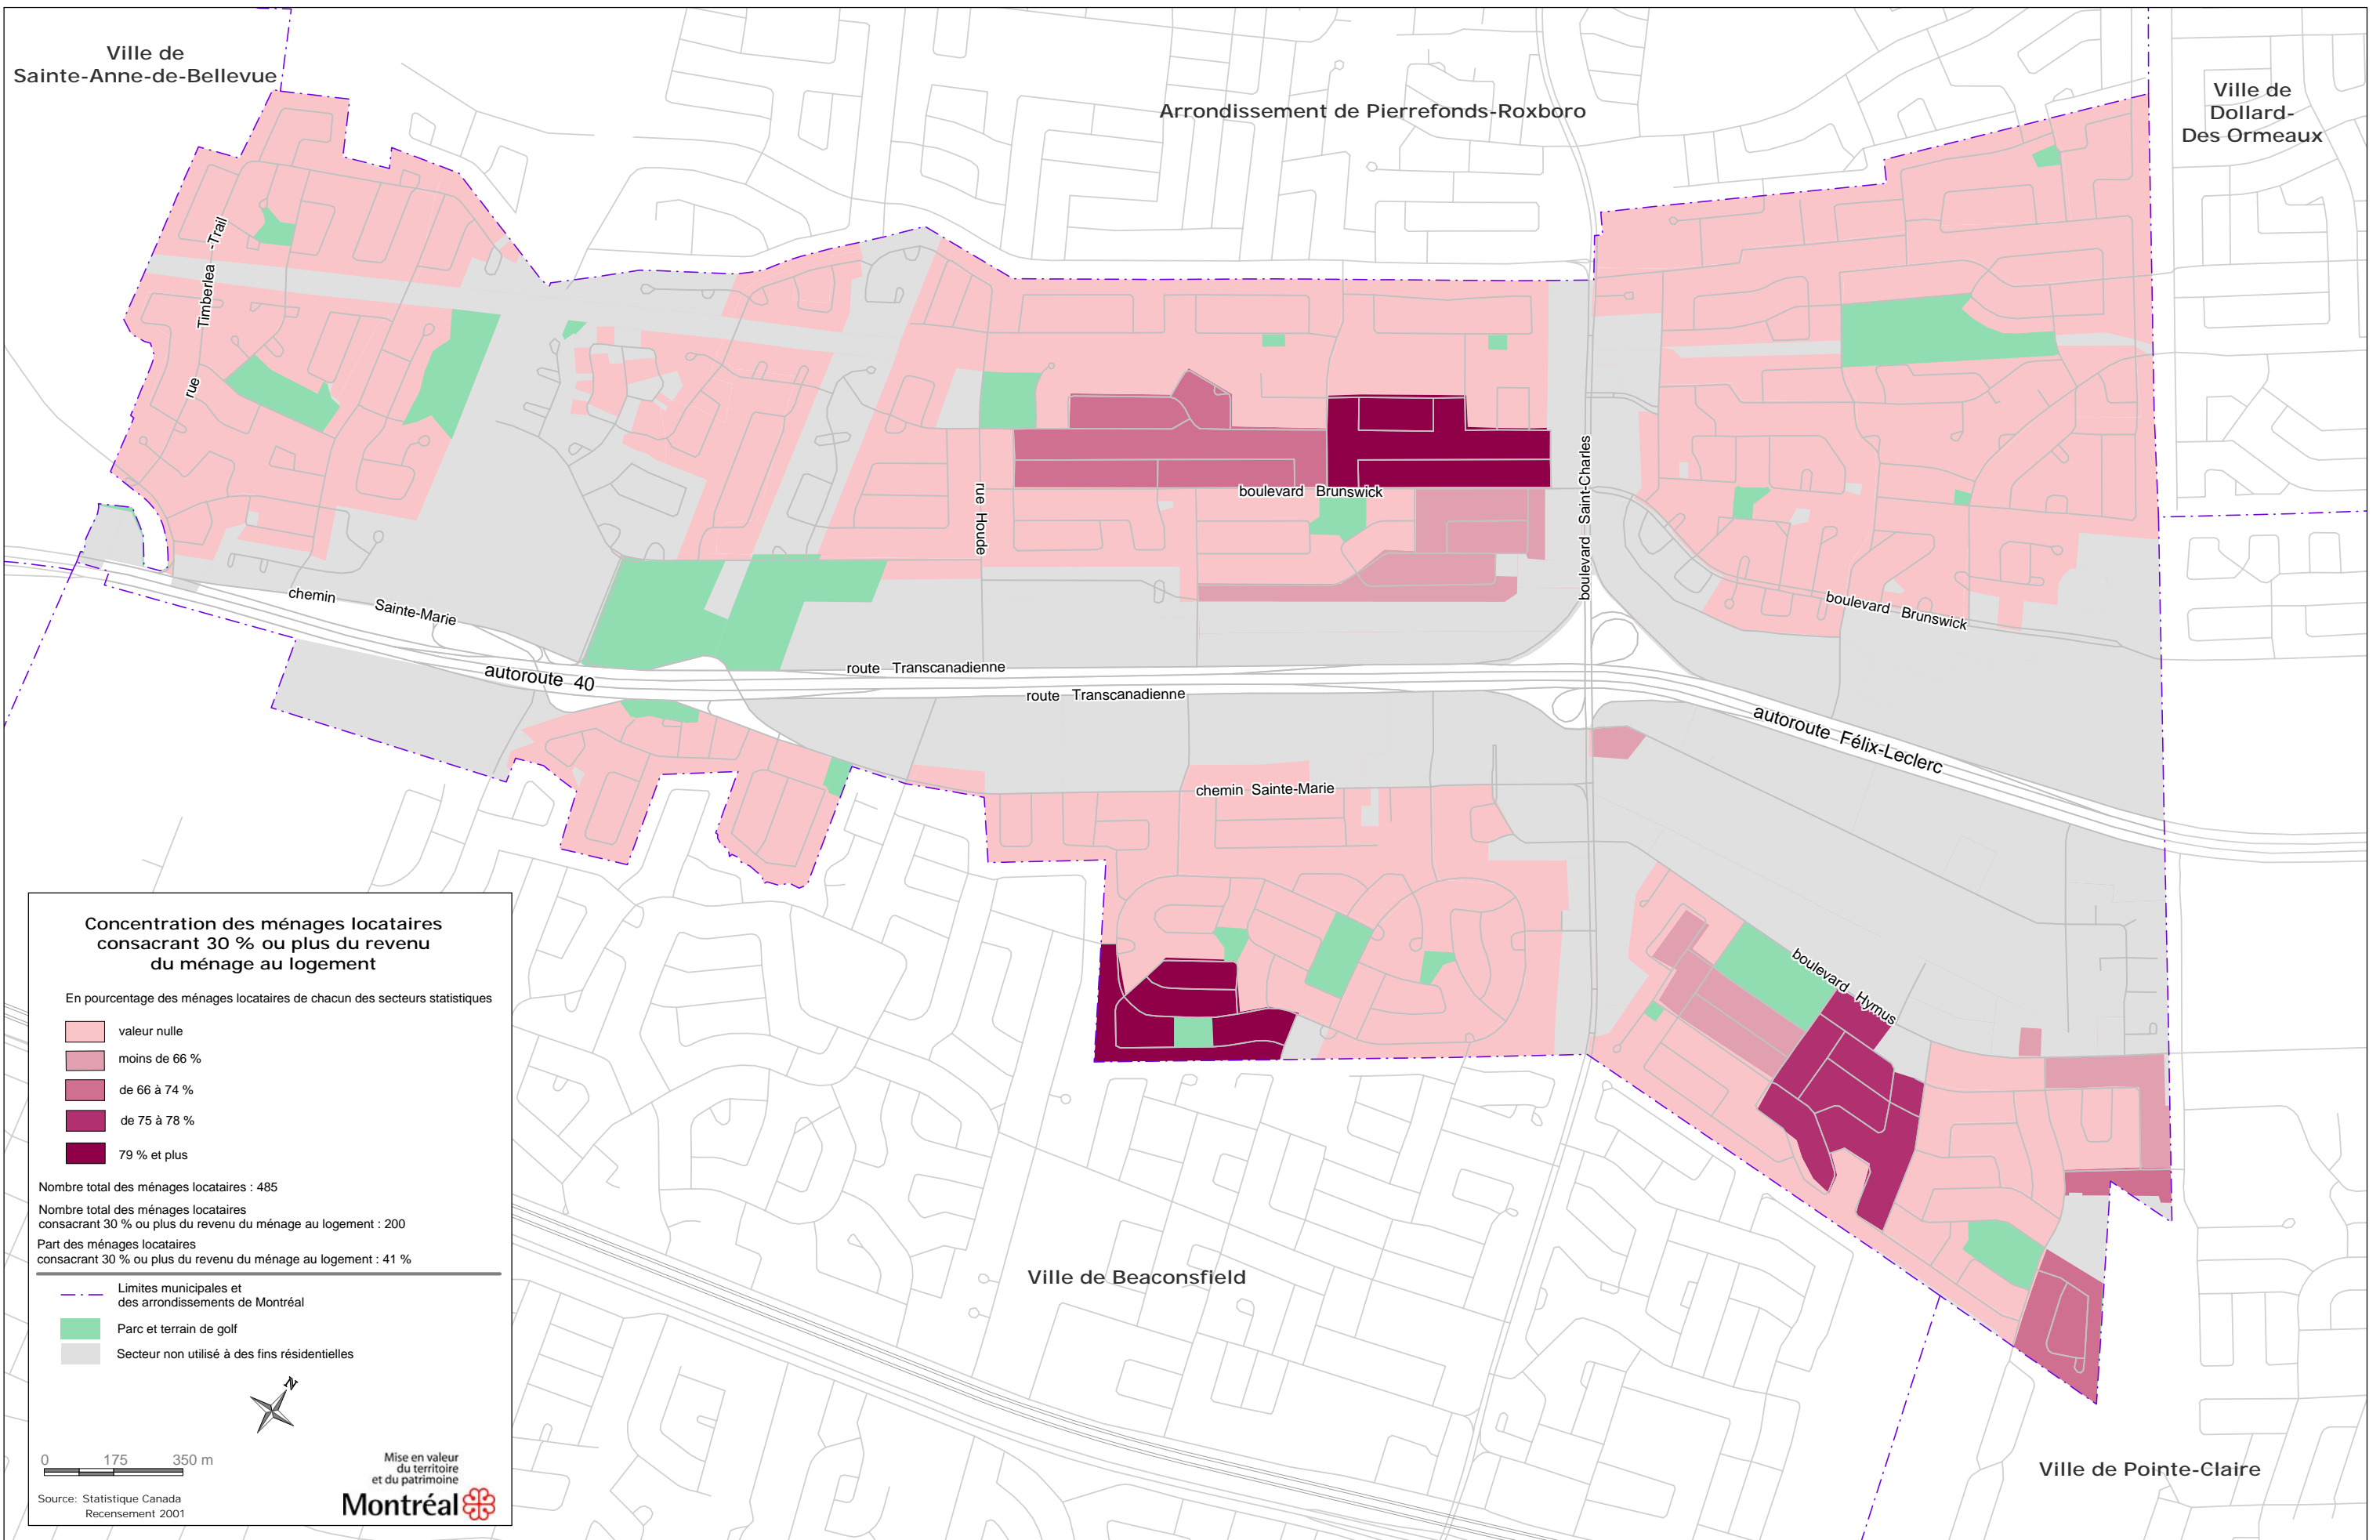 Ville de
Sainte-Anne-de-Bellevue
Arrondissement de Pierrefonds-Roxboro
Ville de
Dollard-
Des Ormeaux
rue Timberlea -Trail
rue Houde
boulevard Brunswick
boulevard Saint-Charles
boulevard Brunswick
chemin Sainte-Marie
autoroute 40
route Transcanadienne
route Transcanadienne
autoroute Félix-Leclerc
chemin Sainte-Marie
boulevard Hymus
Ville de Beaconsfield
Ville de Pointe-Claire
Concentration des ménages locataires
consacrant 30 % ou plus du revenu
du ménage au logement
En pourcentage des ménages locataires de chacun des secteurs statistiques
valeur nulle
moins de 66 %
de 66 à 74 %
de 75 à 78 %
79 % et plus
Nombre total des ménages locataires : 485
Nombre total des ménages locataires
consacrant 30 % ou plus du revenu du ménage au logement : 200
Part des ménages locataires
consacrant 30 % ou plus du revenu du ménage au logement : 41 %
Limites municipales et
des arrondissements de Montréal
Parc et terrain de golf
Secteur non utilisé à des fins résidentielles
N
0 175 350 m
Source: Statistique Canada
Recensement 2001
Mise en valeur
du territoire
et du patrimoine
Montréal